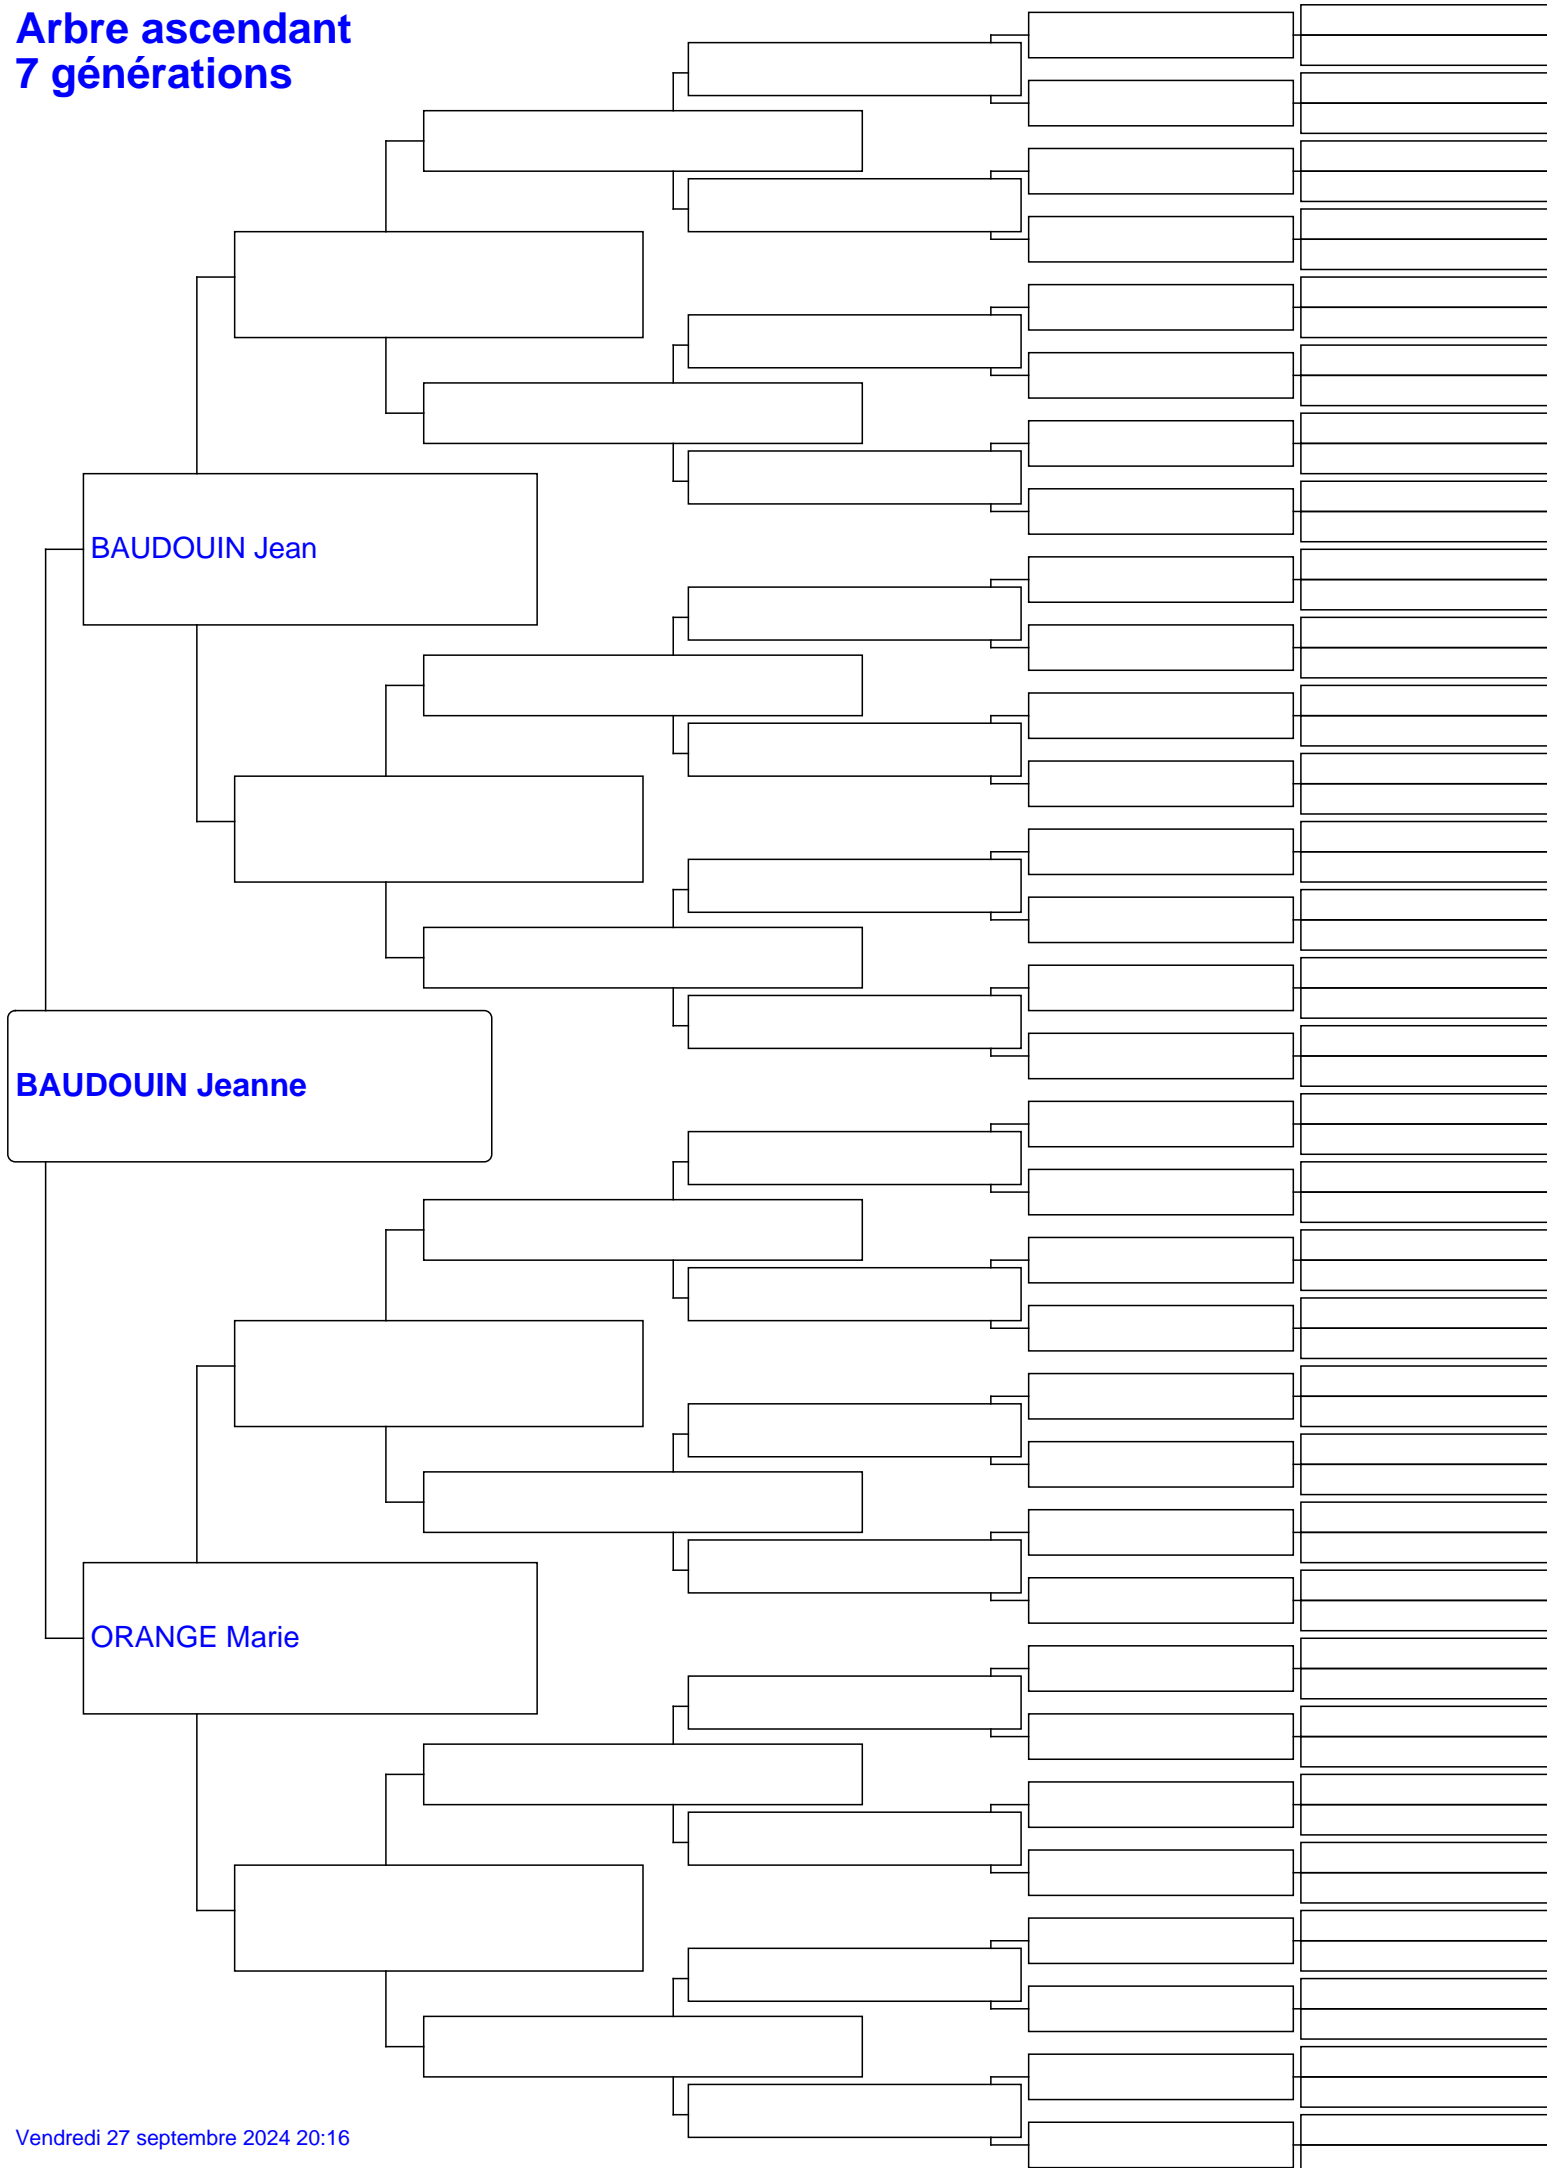 Arbre ascendant
7 générations
BAUDOUIN Jean
BAUDOUIN Jeanne
ORANGE Marie
Vendredi 27 septembre 2024 20:16